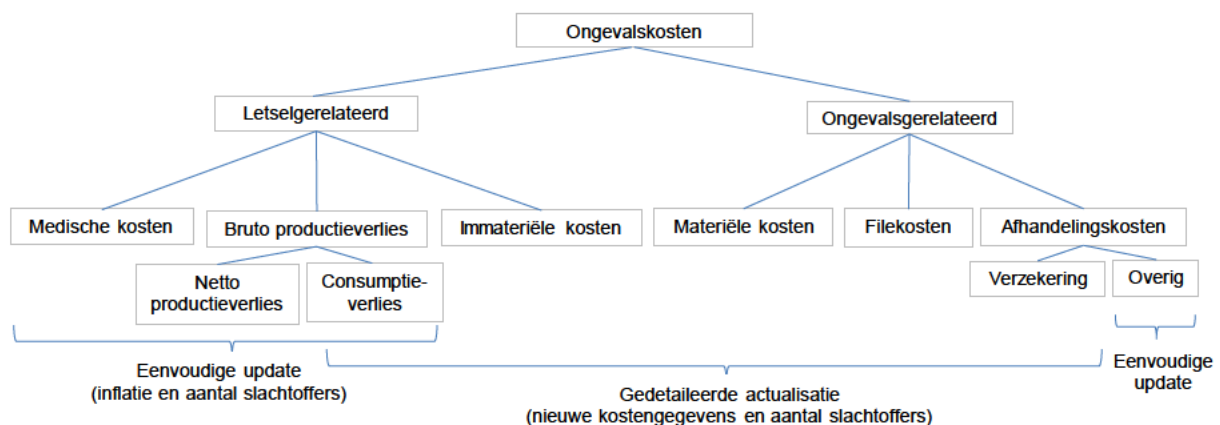 Ongevalskosten
Letselgerelateerd
Ongevalsgerelateerd
Medische kosten
Bruto productieverlies
Immateriële kosten
Materiële kosten
Filekosten
Afhandelingskosten
Netto
productieverlies
Consumptie-
verlies
Verzekering
Overig
Eenvoudige update
(inflatie en aantal slachtoffers)
Gedetaileerde actualisatie
(nieuwe kostengegevens en aantal slachtoffers)
Eenvoudige
update